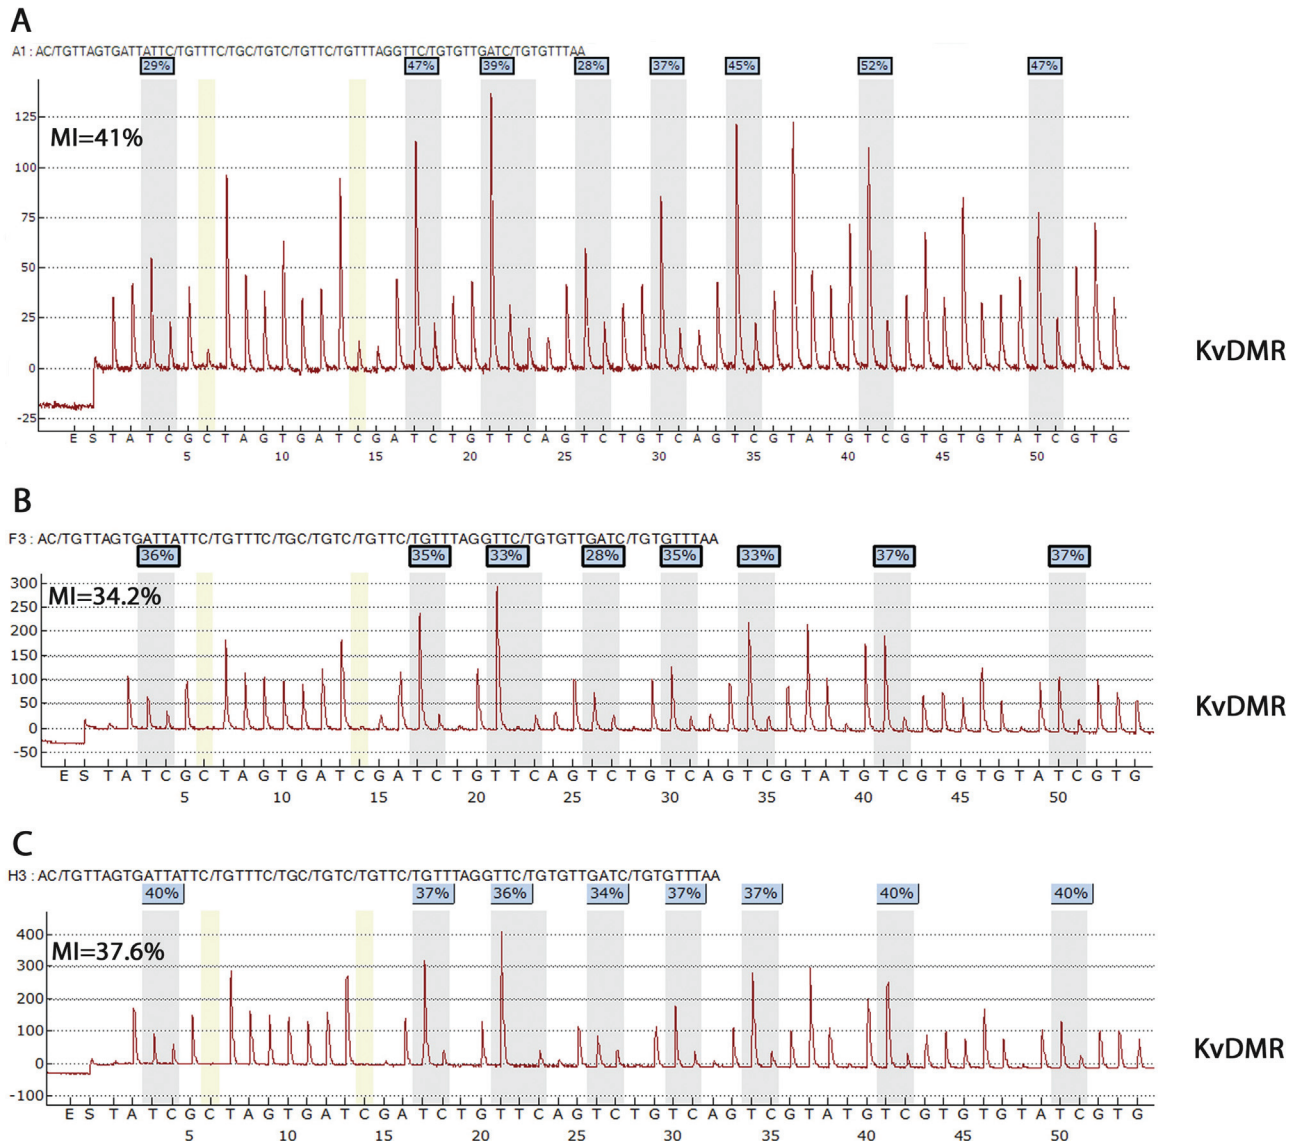 A
A1 : AC/TGTTAGTGATTATTC/TGTTTC/TGC/TGTC/TGTTC/TGTTTAGGTTC/TGTGTTGATC/TGTGTTTAA
29% 47% 39% 28% 37% 45% 52% 47%
MI=41%
125
100
75
50
25
0
-25
KvDMR
E S T A T C G C T A G T G A T C G A T C T G T T C A G T C T G T C A G T C G T A T G T C G T G T G T A T C G T G
5 10 15 20 25 30 35 40 45 50
B
F3 : AC/TGTTAGTGATTATTC/TGTTTC/TGC/TGTC/TGTTC/TGTTTAGGTTC/TGTGTTGATC/TGTGTTTAA
36% 35% 33% 28% 35% 33% 37% 37%
MI=34.2%
300
250
200
150
100
50
0
-50
KvDMR
E S T A T C G C T A G T G A T C G A T C T G T T C A G T C T G T C A G T C G T A T G T C G T G T G T A T C G T G
5 10 15 20 25 30 35 40 45 50
C
H3 : AC/TGTTAGTGATTATTC/TGTTTC/TGC/TGTC/TGTTC/TGTTTAGGTTC/TGTGTTGATC/TGTGTTTAA
40% 37% 36% 34% 37% 37% 40% 40%
MI=37.6%
400
300
200
100
0
-100
KvDMR
E S T A T C G C T A G T G A T C G A T C T G T T C A G T C T G T C A G T C G T A T G T C G T G T G T A T C G T G
5 10 15 20 25 30 35 40 45 50